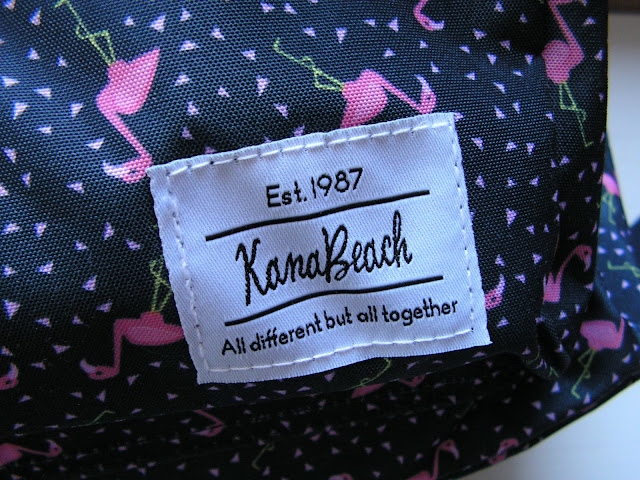 Est. 1987
KanaBeach
All different but all together